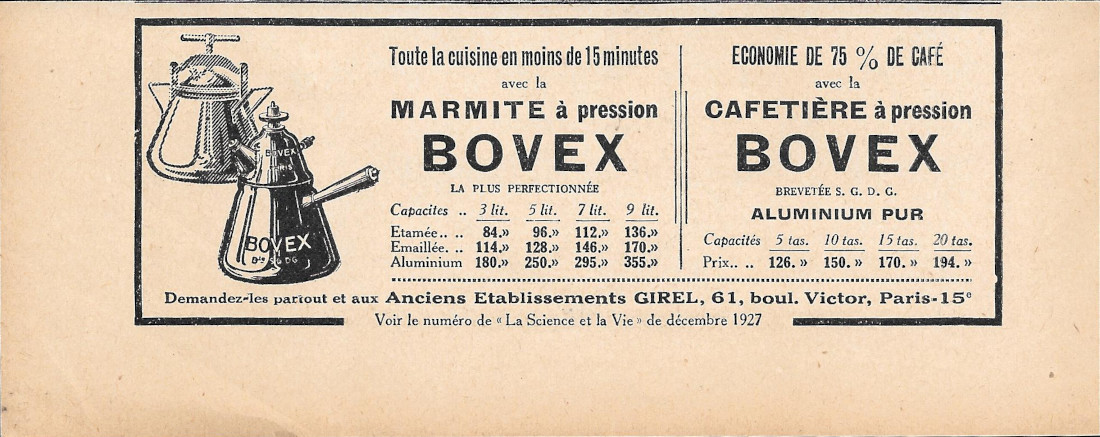 BOVEX
BOVEX
Bté S G DG
Toute la cuisine en moins de 15 minutes
avec la
MARMITE à pression
BOVEX
LA PLUS PERFECTIONNÉE
Capacites .. 3 lit. 5 lit. 7 lit. 9 lit.
Etamée.. .. 84.» 96.» 112.» 136.»
Emaillée. .. 114.» 128.» 146.» 170.»
Aluminium 180.» 250.» 295.» 355.»
ECONOMIE DE 75 % DE CAFÉ
avec la
CAFETIÈRE à pression
BOVEX
BREVETÉE S. G. D. G.
ALUMINIUM PUR
Capacités 5 tas. 10 tas. 15 tas. 20 tas.
Prix.. .. 126. » 150. » 170. » 194. »
Demandez-les partout et aux Anciens Etablissements GIREL, 61, boul. Victor, Paris-15e
Voir le numéro de « La Science et la Vie » de décembre 1927